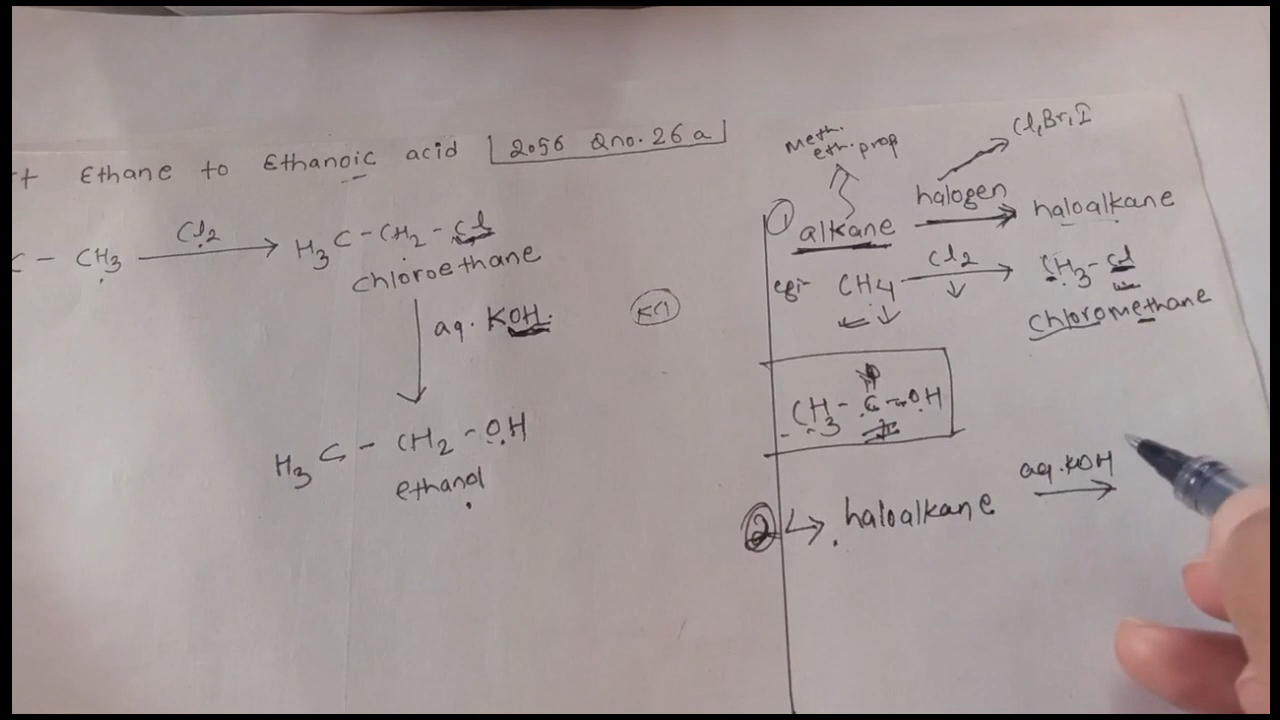 t Ethane to Ethanoic acid 2056 Qno. 26 a
C - CH3 Cl2 H3C - CH2 - Cl
chloroethane
aq. KOH.
KCl
H3C - CH2 - OH
ethanol
meth.
eth. prop
Cl, Br, I
① alkane halogen haloalkane
eg:- CH4 Cl2 CH3 - Cl
chloromethane
CH3 - C - OH
② haloalkane aq. KOH